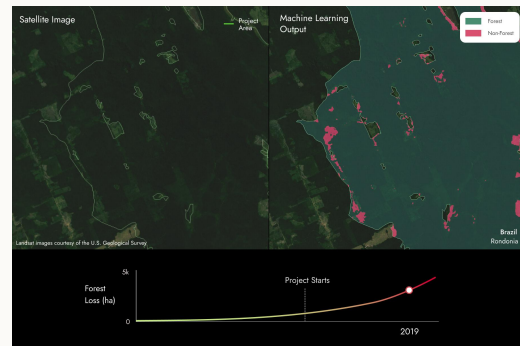 Satellite Image
Project
Area
Machine Learning
Output
Forest
Non-Forest
Landsat images courtesy of the U.S. Geological Survey
Brazil
Rondonia
5k
Forest
Loss (ha)
0
Project Starts
2019